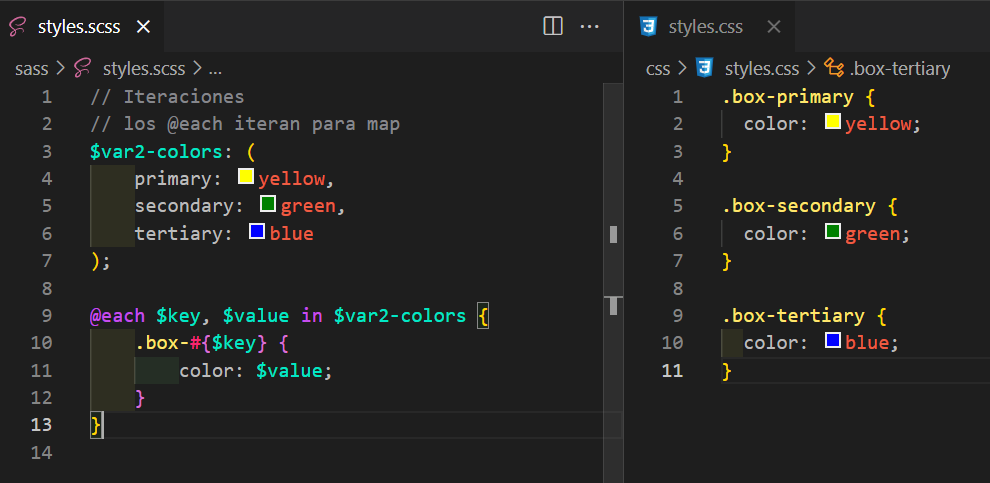 styles.scss
sass > styles.scss > ...
1 // Iteraciones
2 // los @each iteran para map
3 $var2-colors: (
4     primary: yellow,
5     secondary: green,
6     tertiary: blue
7 );
8
9 @each $key, $value in $var2-colors {
10     .box-#{$key} {
11         color: $value;
12     }
13 }
14
styles.css
css > styles.css > .box-tertiary
1 .box-primary {
2   color: yellow;
3 }
4
5 .box-secondary {
6   color: green;
7 }
8
9 .box-tertiary {
10   color: blue;
11 }